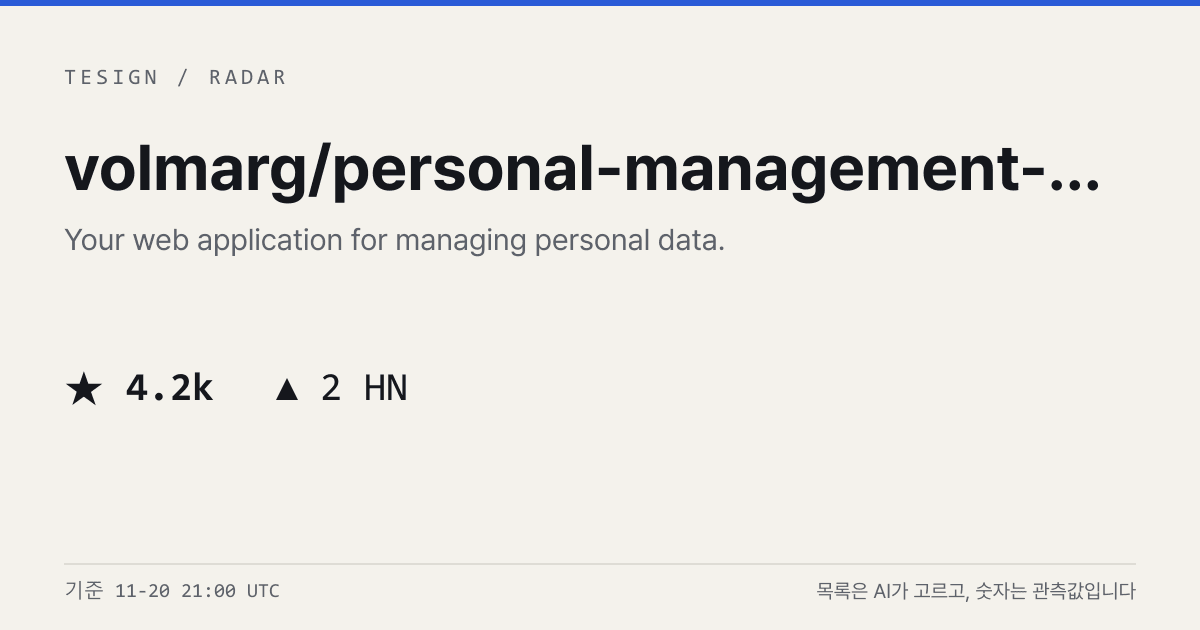 TESIGN / RADAR
volmarg/personal-management-...
Your web application for managing personal data.
★ 4.2k ▲ 2 HN
기준 11-20 21:00 UTC
목록은 AI가 고르고, 숫자는 관측값입니다